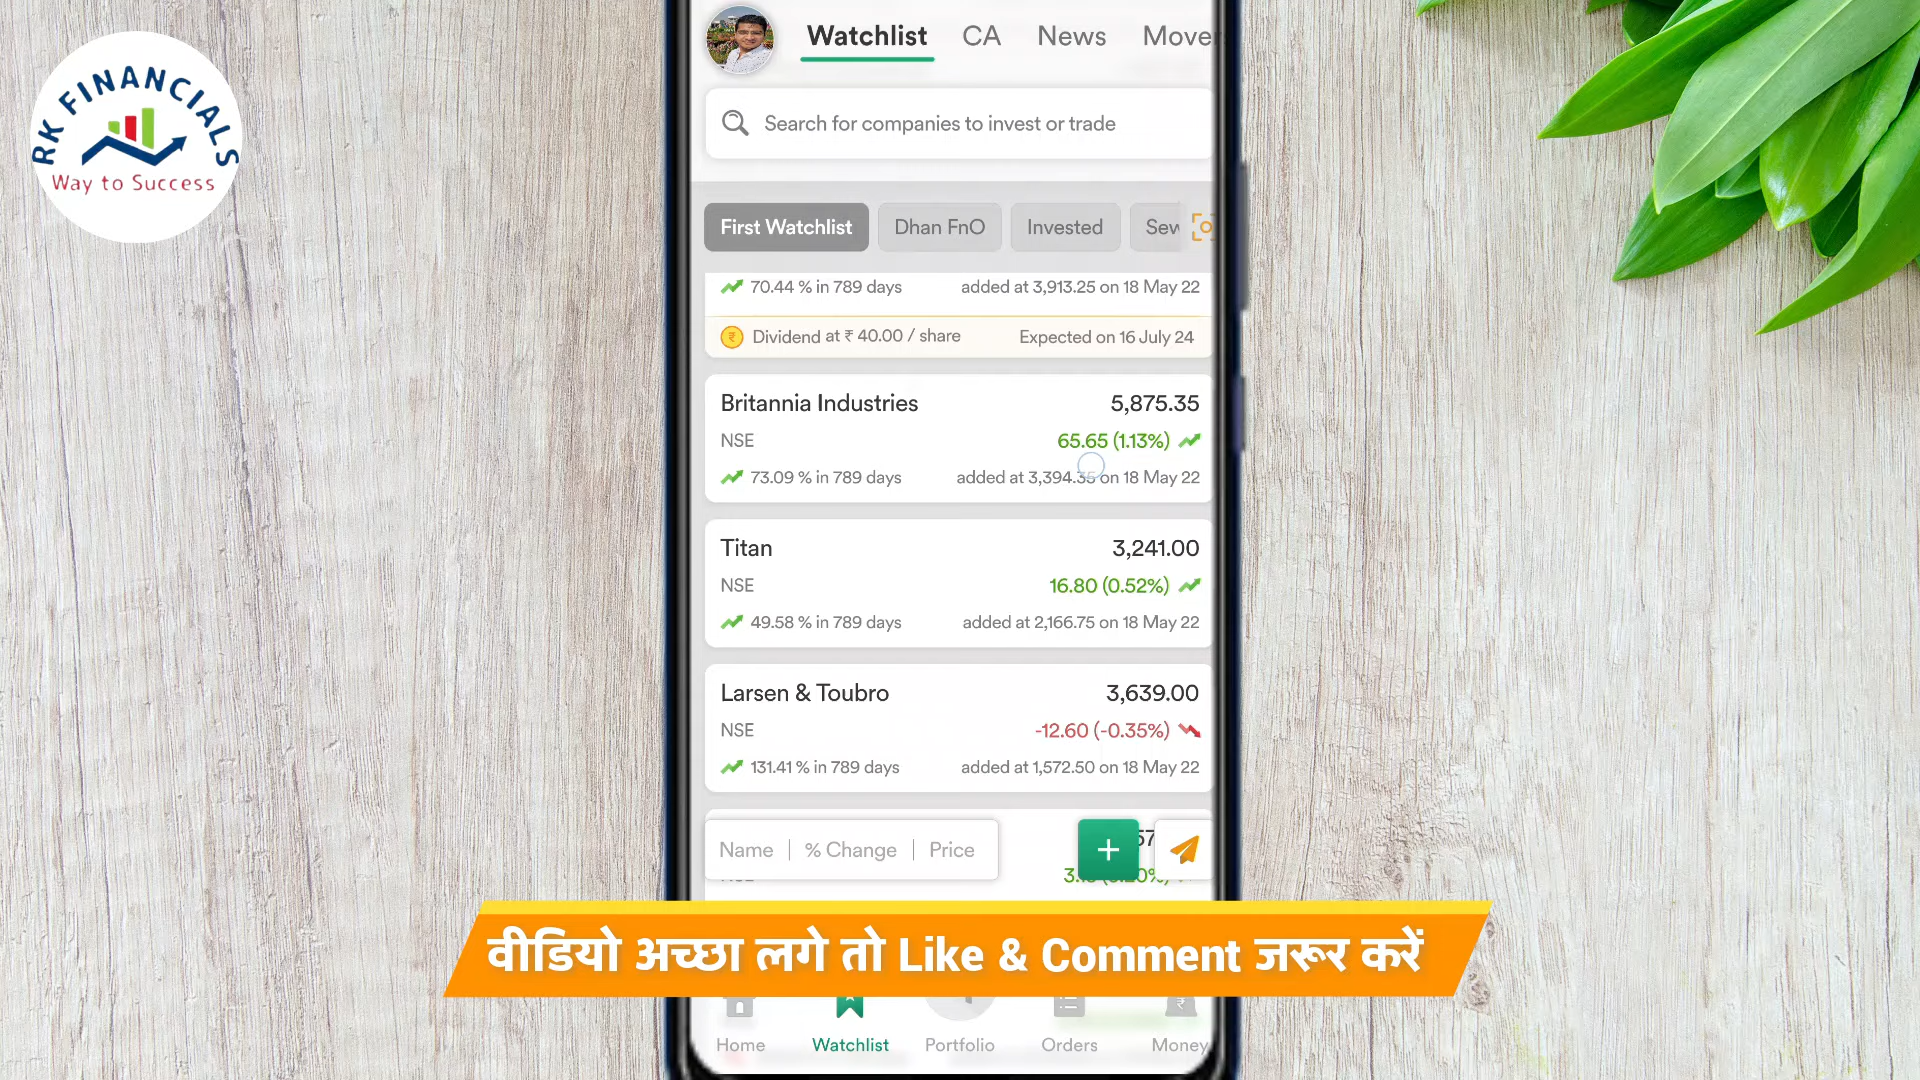 RK FINANCIALS
Way to Success
Watchlist CA News Mover
Search for companies to invest or trade
First Watchlist Dhan FnO Invested
70.44 % in 789 days added at 3,913.25 on 18 May 22
Dividend at ₹ 40.00 / share Expected on 16 July 24
Britannia Industries 5,875.35
NSE 65.65 (1.13%)
73.09 % in 789 days added at 3,394.35 on 18 May 22
Titan 3,241.00
NSE 16.80 (0.52%)
49.58 % in 789 days added at 2,166.75 on 18 May 22
Larsen & Toubro 3,639.00
NSE -12.60 (-0.35%)
131.41 % in 789 days added at 1,572.50 on 18 May 22
Name | % Change | Price +
वीडियो अच्छा लगे तो Like & Comment जरूर करें
Home Watchlist Portfolio Orders Money